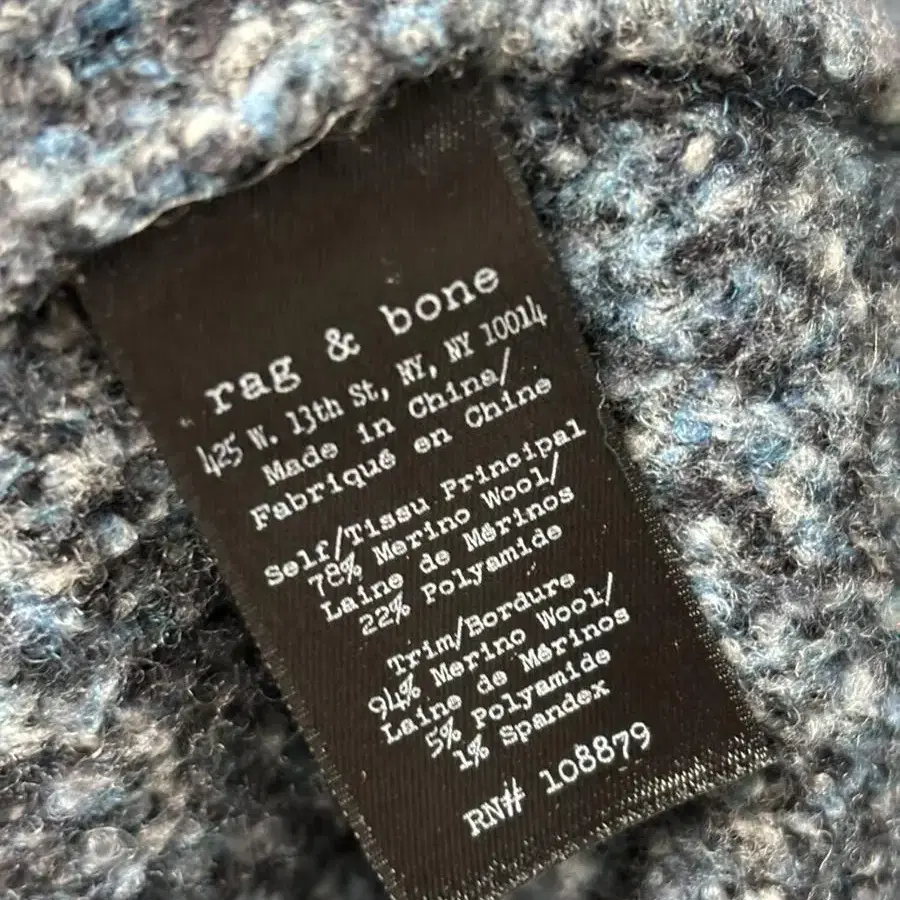 rag & bone
425 W. 13th St, NY, NY 10014
Made in China/
Fabriqué en Chine
Self/Tissu Principal
78% Merino Wool/
Laine de Mérinos
22% Polyamide
Trim/Bordure
94% Merino Wool/
Laine de Mérinos
5% Polyamide
1% Spandex
RN# 108879